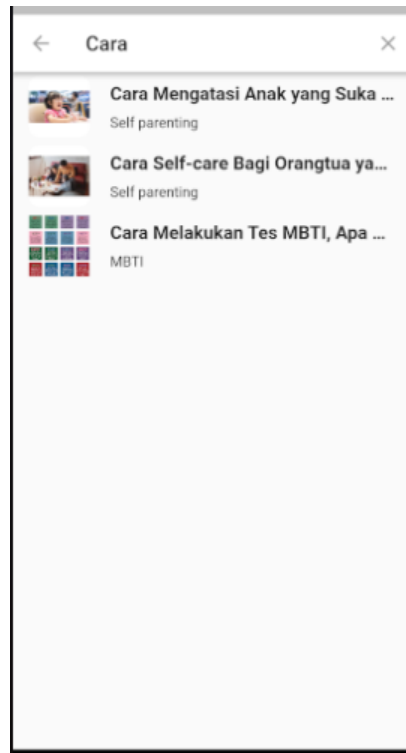 Cara
Cara Mengatasi Anak yang Suka ...
Self parenting
Cara Self-care Bagi Orangtua ya...
Self parenting
Cara Melakukan Tes MBTI, Apa ...
MBTI